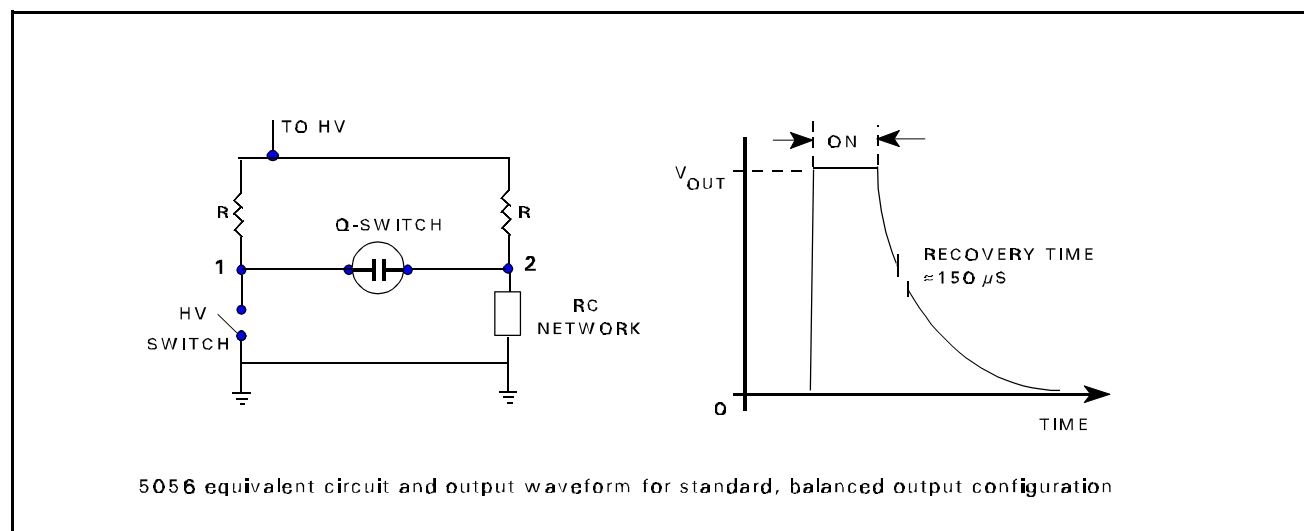 TO HV
R
R
Q-SWITCH
1
2
HV
SWITCH
RC
NETWORK
ON
V OUT
RECOVERY TIME
≈150 µS
0
TIME
5056 equivalent circuit and output waveform for standard, balanced output configuration